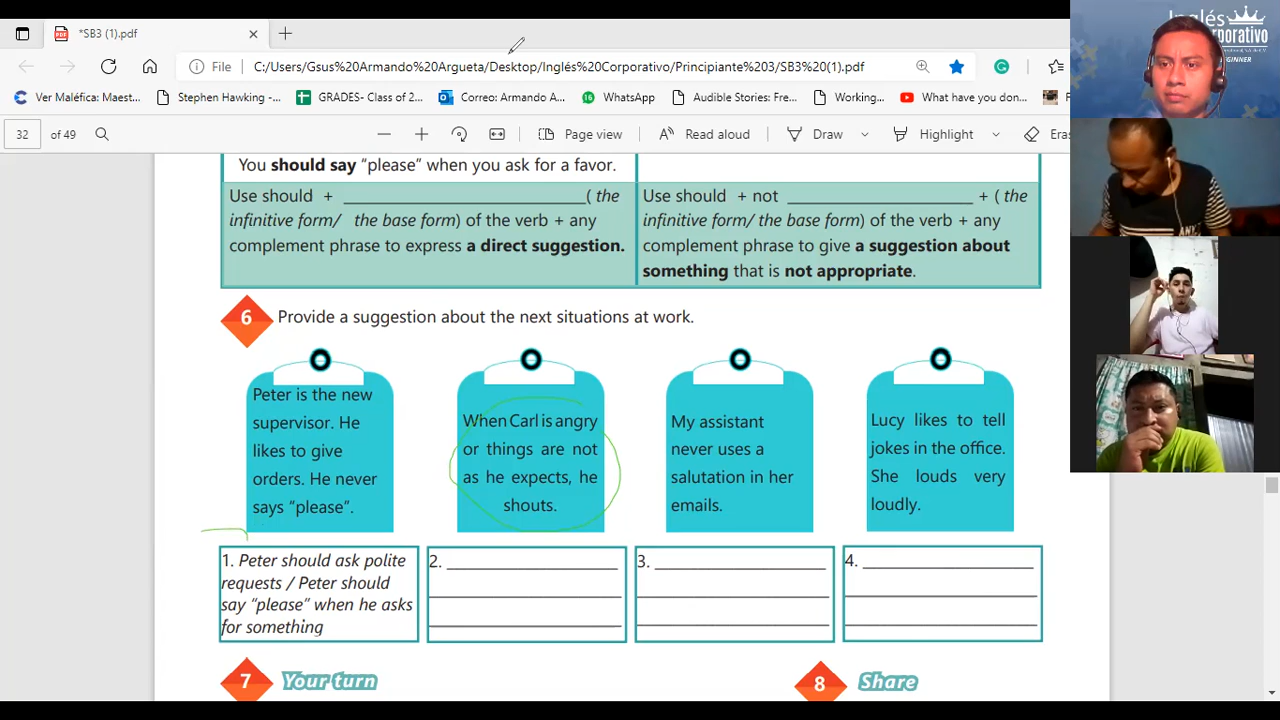 *SB3 (1).pdf
File C:/Users/Gsus%20Armando%20Argueta/Desktop/Ingles%20Corporativo/Principiante%203/SB3%20(1).pdf
Ver Maléfica: Maest... Stephen Hawking -... GRADES- Class of 2... Correo: Armando A... WhatsApp Audible Stories: Fre... Working... What have you don...
32 of 49 Page view Read aloud Draw Highlight Eras
Inglés
BEGINNER
You should say “please” when you ask for a favor.
Use should + ______________________ ( the
infinitive form/ the base form) of the verb + any
complement phrase to express a direct suggestion.
Use should + not _________________ + ( the
infinitive form/ the base form) of the verb + any
complement phrase to give a suggestion about
something that is not appropriate.
6 Provide a suggestion about the next situations at work.
Peter is the new
supervisor. He
likes to give
orders. He never
says “please”.
When Carl is angry
or things are not
as he expects, he
shouts.
My assistant
never uses a
salutation in her
emails.
Lucy likes to tell
jokes in the office.
She louds very
loudly.
1. Peter should ask polite
requests / Peter should
say “please” when he asks
for something
2. ________________
3. ________________
4. ________________
7 Your turn
8 Share